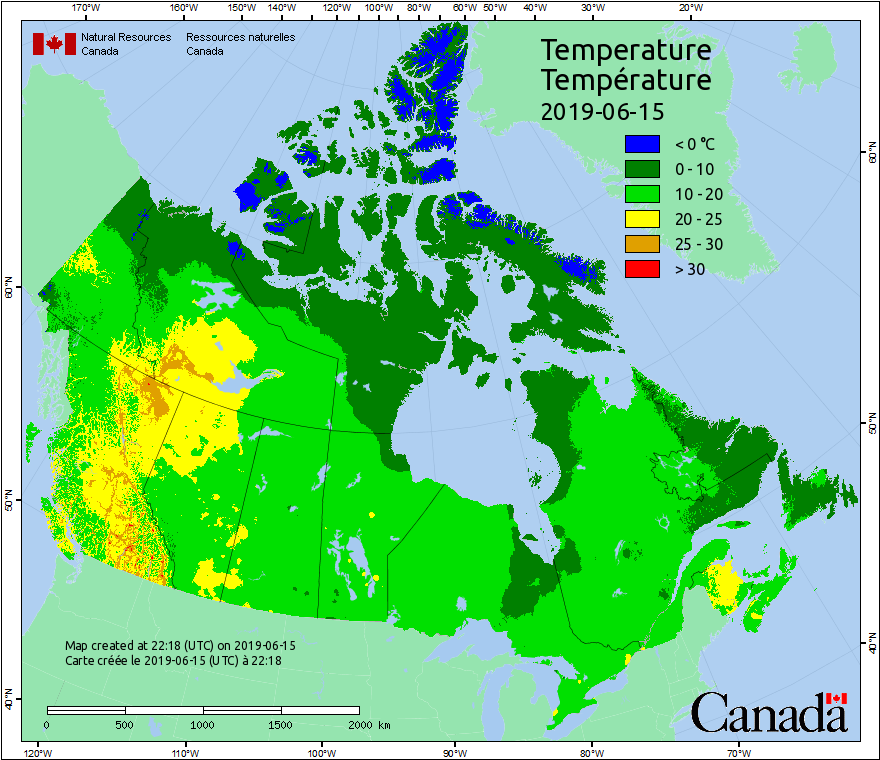 170°W 160°W 150°W 140°W 120°W 100°W 80°W 60°W 50°W 40°W 30°W 20°W
Natural Resources Ressources naturelles
Canada Canada
Temperature
Température
2019-06-15
< 0 °C
0 - 10
10 - 20
20 - 25
25 - 30
> 30
60°N
60°N
50°N
50°N
40°N
40°N
Map created at 22:18 (UTC) on 2019-06-15
Carte créée le 2019-06-15 (UTC) à 22:18
0 500 1000 1500 2000 km
Canada
120°W 110°W 100°W 90°W 80°W 70°W